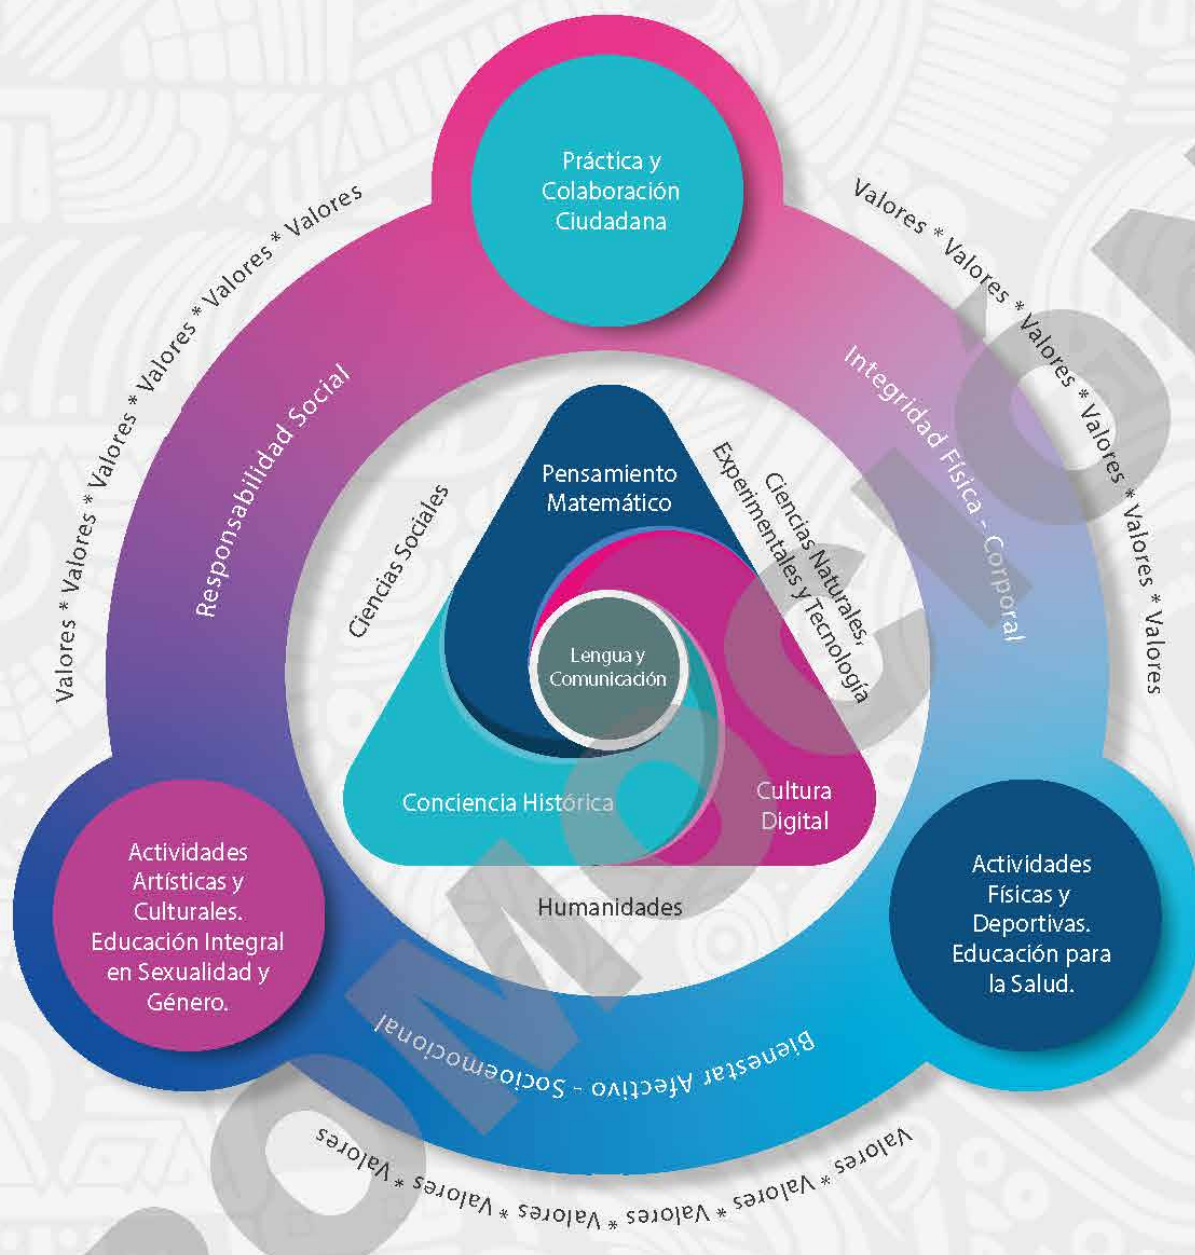 Práctica y
Colaboración
Ciudadana
Valores * Valores * Valores * Valores * Valores * Valores
Valores * Valores * Valores * Valores * Valores * Valores
Responsabilidad Social
Integridad Física - Corporal
Ciencias Sociales
Pensamiento
Matemático
Ciencias Naturales,
Experimentales y Tecnología
Lengua y
Comunicación
Conciencia Histórica
Cultura
Digital
Humanidades
Actividades
Artísticas y
Culturales.
Educación Integral
en Sexualidad y
Género.
Actividades
Físicas y
Deportivas.
Educación para
la Salud.
Bienestar Afectivo - Socioemocional
Valores * Valores * Valores * Valores * Valores * Valores